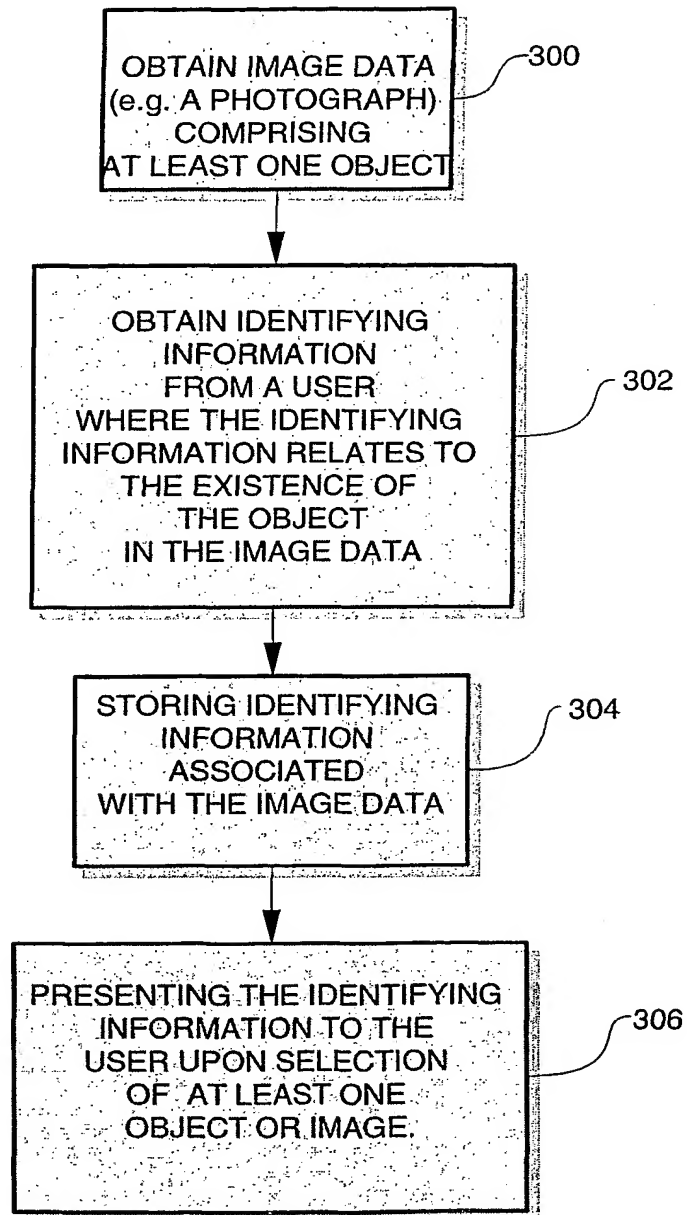 OBTAIN IMAGE DATA
(e.g. A PHOTOGRAPH)
COMPRISING
AT LEAST ONE OBJECT
300
OBTAIN IDENTIFYING
INFORMATION
FROM A USER
WHERE THE IDENTIFYING
INFORMATION RELATES TO
THE EXISTENCE OF
THE OBJECT
IN THE IMAGE DATA
302
STORING IDENTIFYING
INFORMATION
ASSOCIATED
WITH THE IMAGE DATA
304
PRESENTING THE IDENTIFYING
INFORMATION TO THE
USER UPON SELECTION
OF AT LEAST ONE
OBJECT OR IMAGE.
306